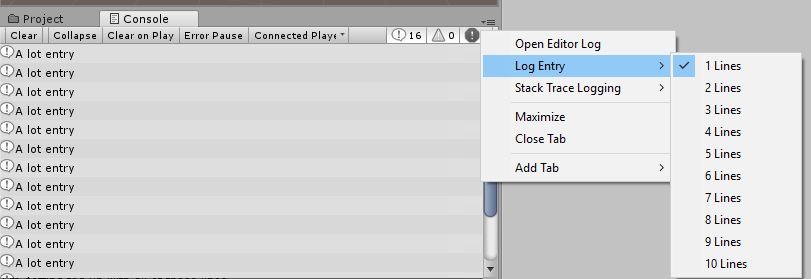 Project
Console
Clear
Collapse
Clear on Play
Error Pause
Connected Playe
16
0
A lot entry
A lot entry
A lot entry
A lot entry
A lot entry
A lot entry
A lot entry
A lot entry
A lot entry
A lot entry
A lot entry
A lot entry
Open Editor Log
Log Entry
Stack Trace Logging
Maximize
Close Tab
Add Tab
1 Lines
2 Lines
3 Lines
4 Lines
5 Lines
6 Lines
7 Lines
8 Lines
9 Lines
10 Lines